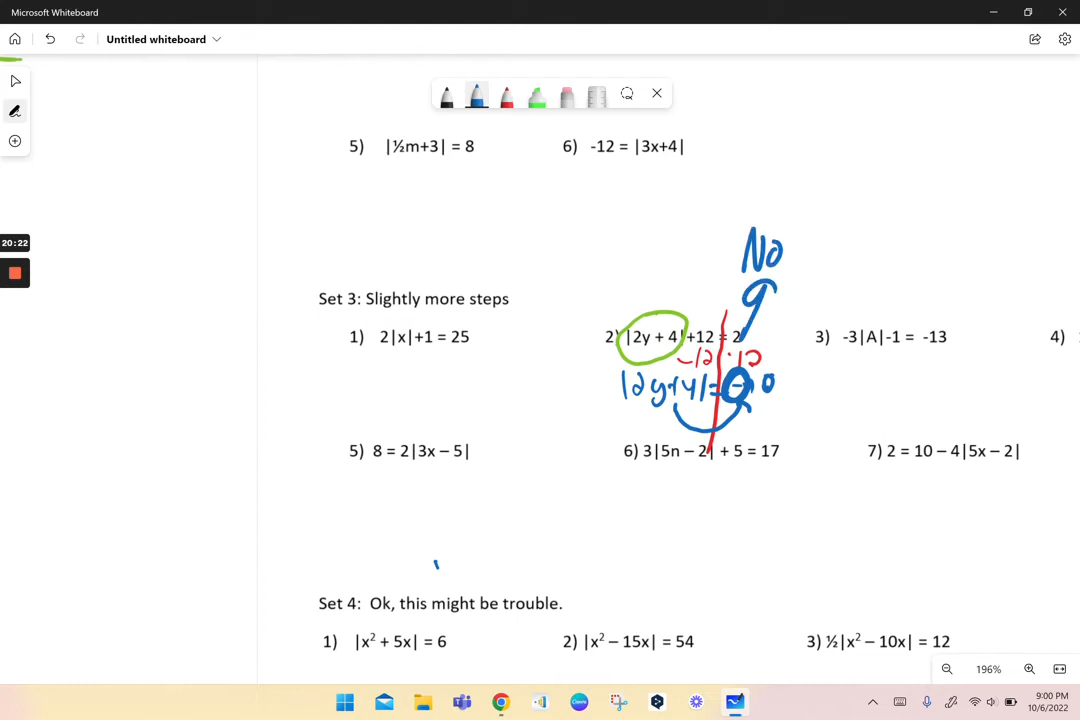 Microsoft Whiteboard
Untitled whiteboard
5) |½m+3| = 8 6) -12 = |3x+4|
20:22
No
Set 3: Slightly more steps
1) 2|x|+1 = 25 2) |2y + 4|+12 = 2 3) -3|A|-1 = -13 4)
-12 -12
|2y+4|=
5) 8 = 2|3x – 5| 6) 3|5n – 2| + 5 = 17 7) 2 = 10 – 4|5x – 2|
Set 4: Ok, this might be trouble.
1) |x² + 5x| = 6 2) |x² – 15x| = 54 3) ½|x² – 10x| = 12
196%
9:00 PM
10/6/2022